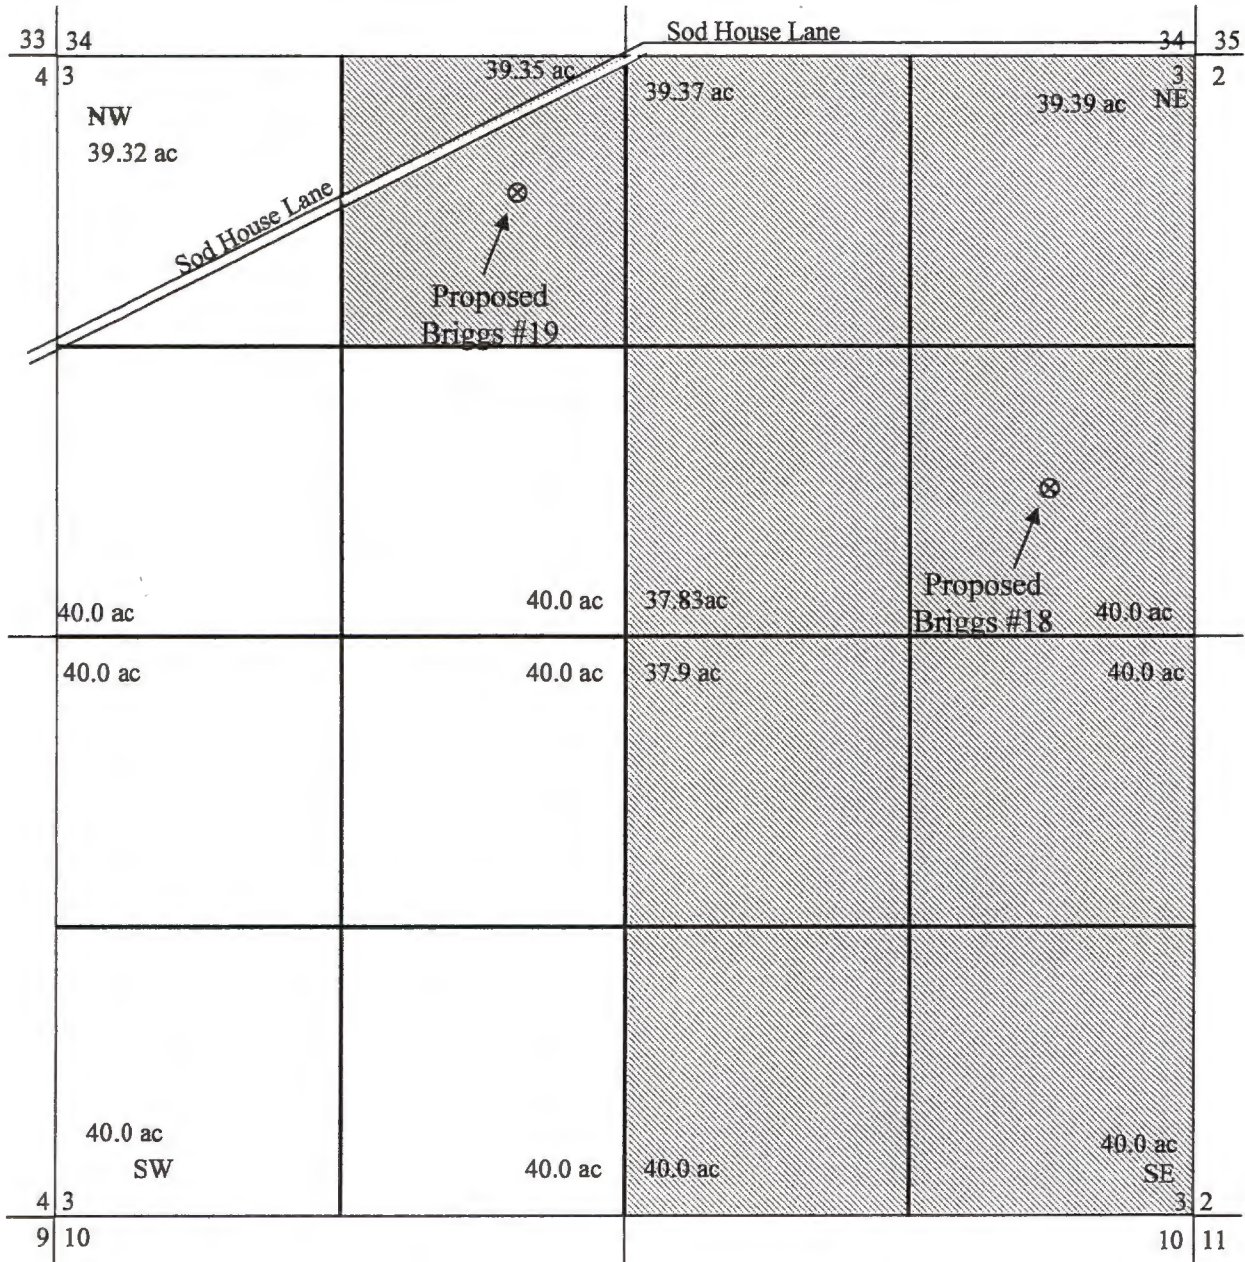 Sod House Lane
33 34
34 35
4 3
3 2
39.35 ac
39.37 ac
39.39 ac
NE
NW
39.32 ac
Sod House Lane
Proposed
Briggs #19
Proposed
Briggs #18
40.0 ac
40.0 ac
37.83ac
40.0 ac
40.0 ac
40.0 ac
37.9 ac
40.0 ac
40.0 ac
SW
40.0 ac
40.0 ac
40.0 ac
SE
4 3
3 2
9 10
10 11